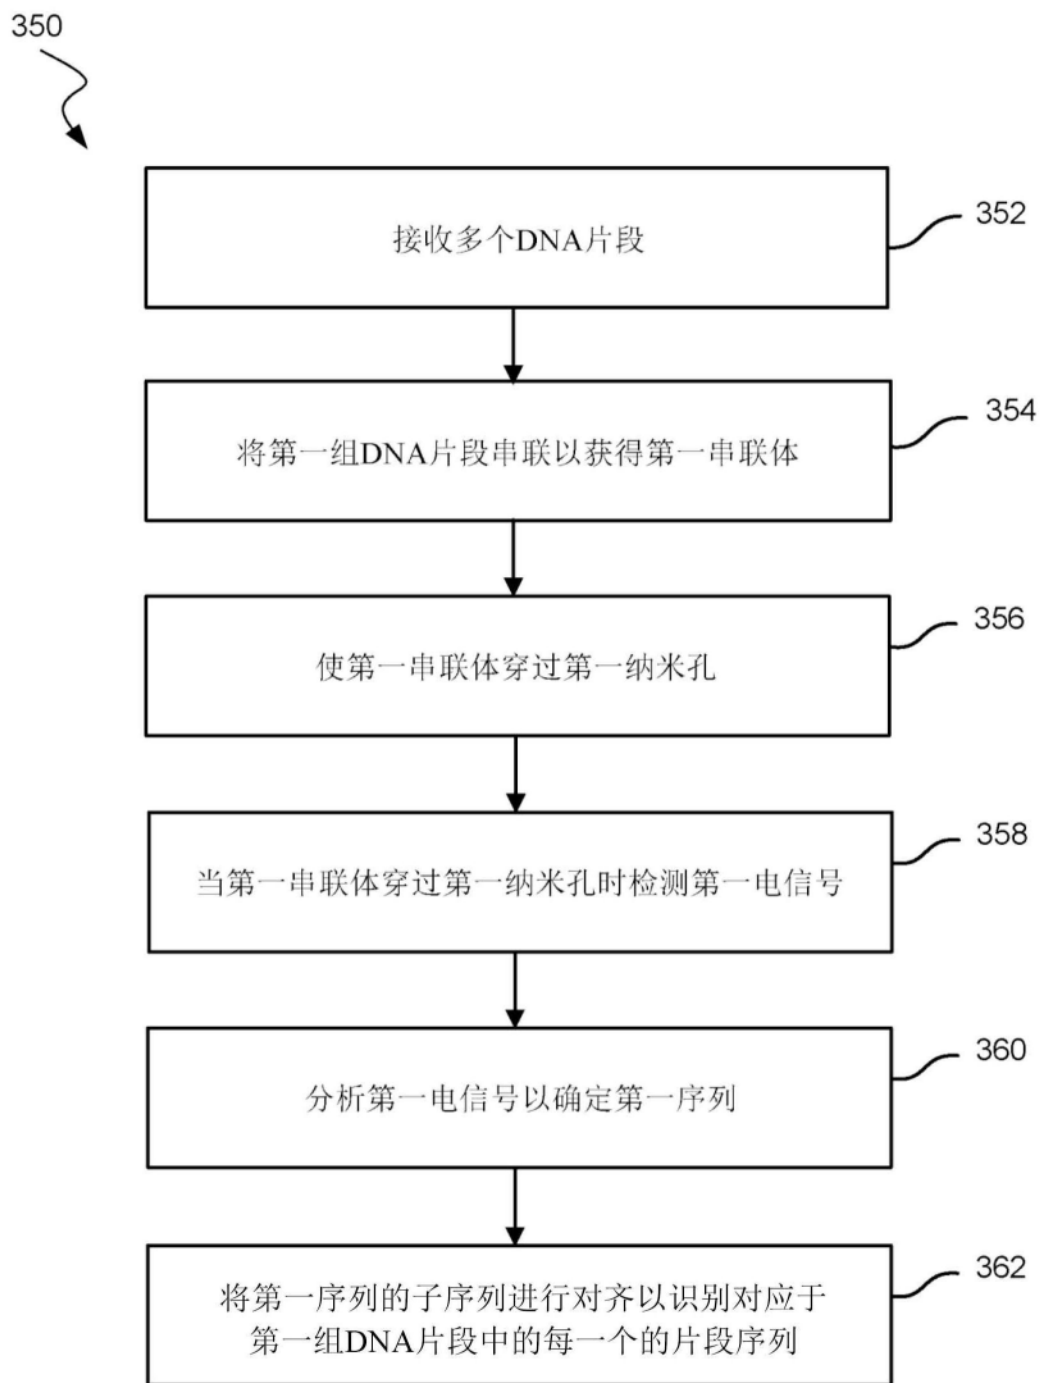 350
接收多个DNA片段
352
将第一组DNA片段串联以获得第一串联体
354
使第一串联体穿过第一纳米孔
356
当第一串联体穿过第一纳米孔时检测第一电信号
358
分析第一电信号以确定第一序列
360
将第一序列的子序列进行对齐以识别对应于
第一组DNA片段中的每一个的片段序列
362